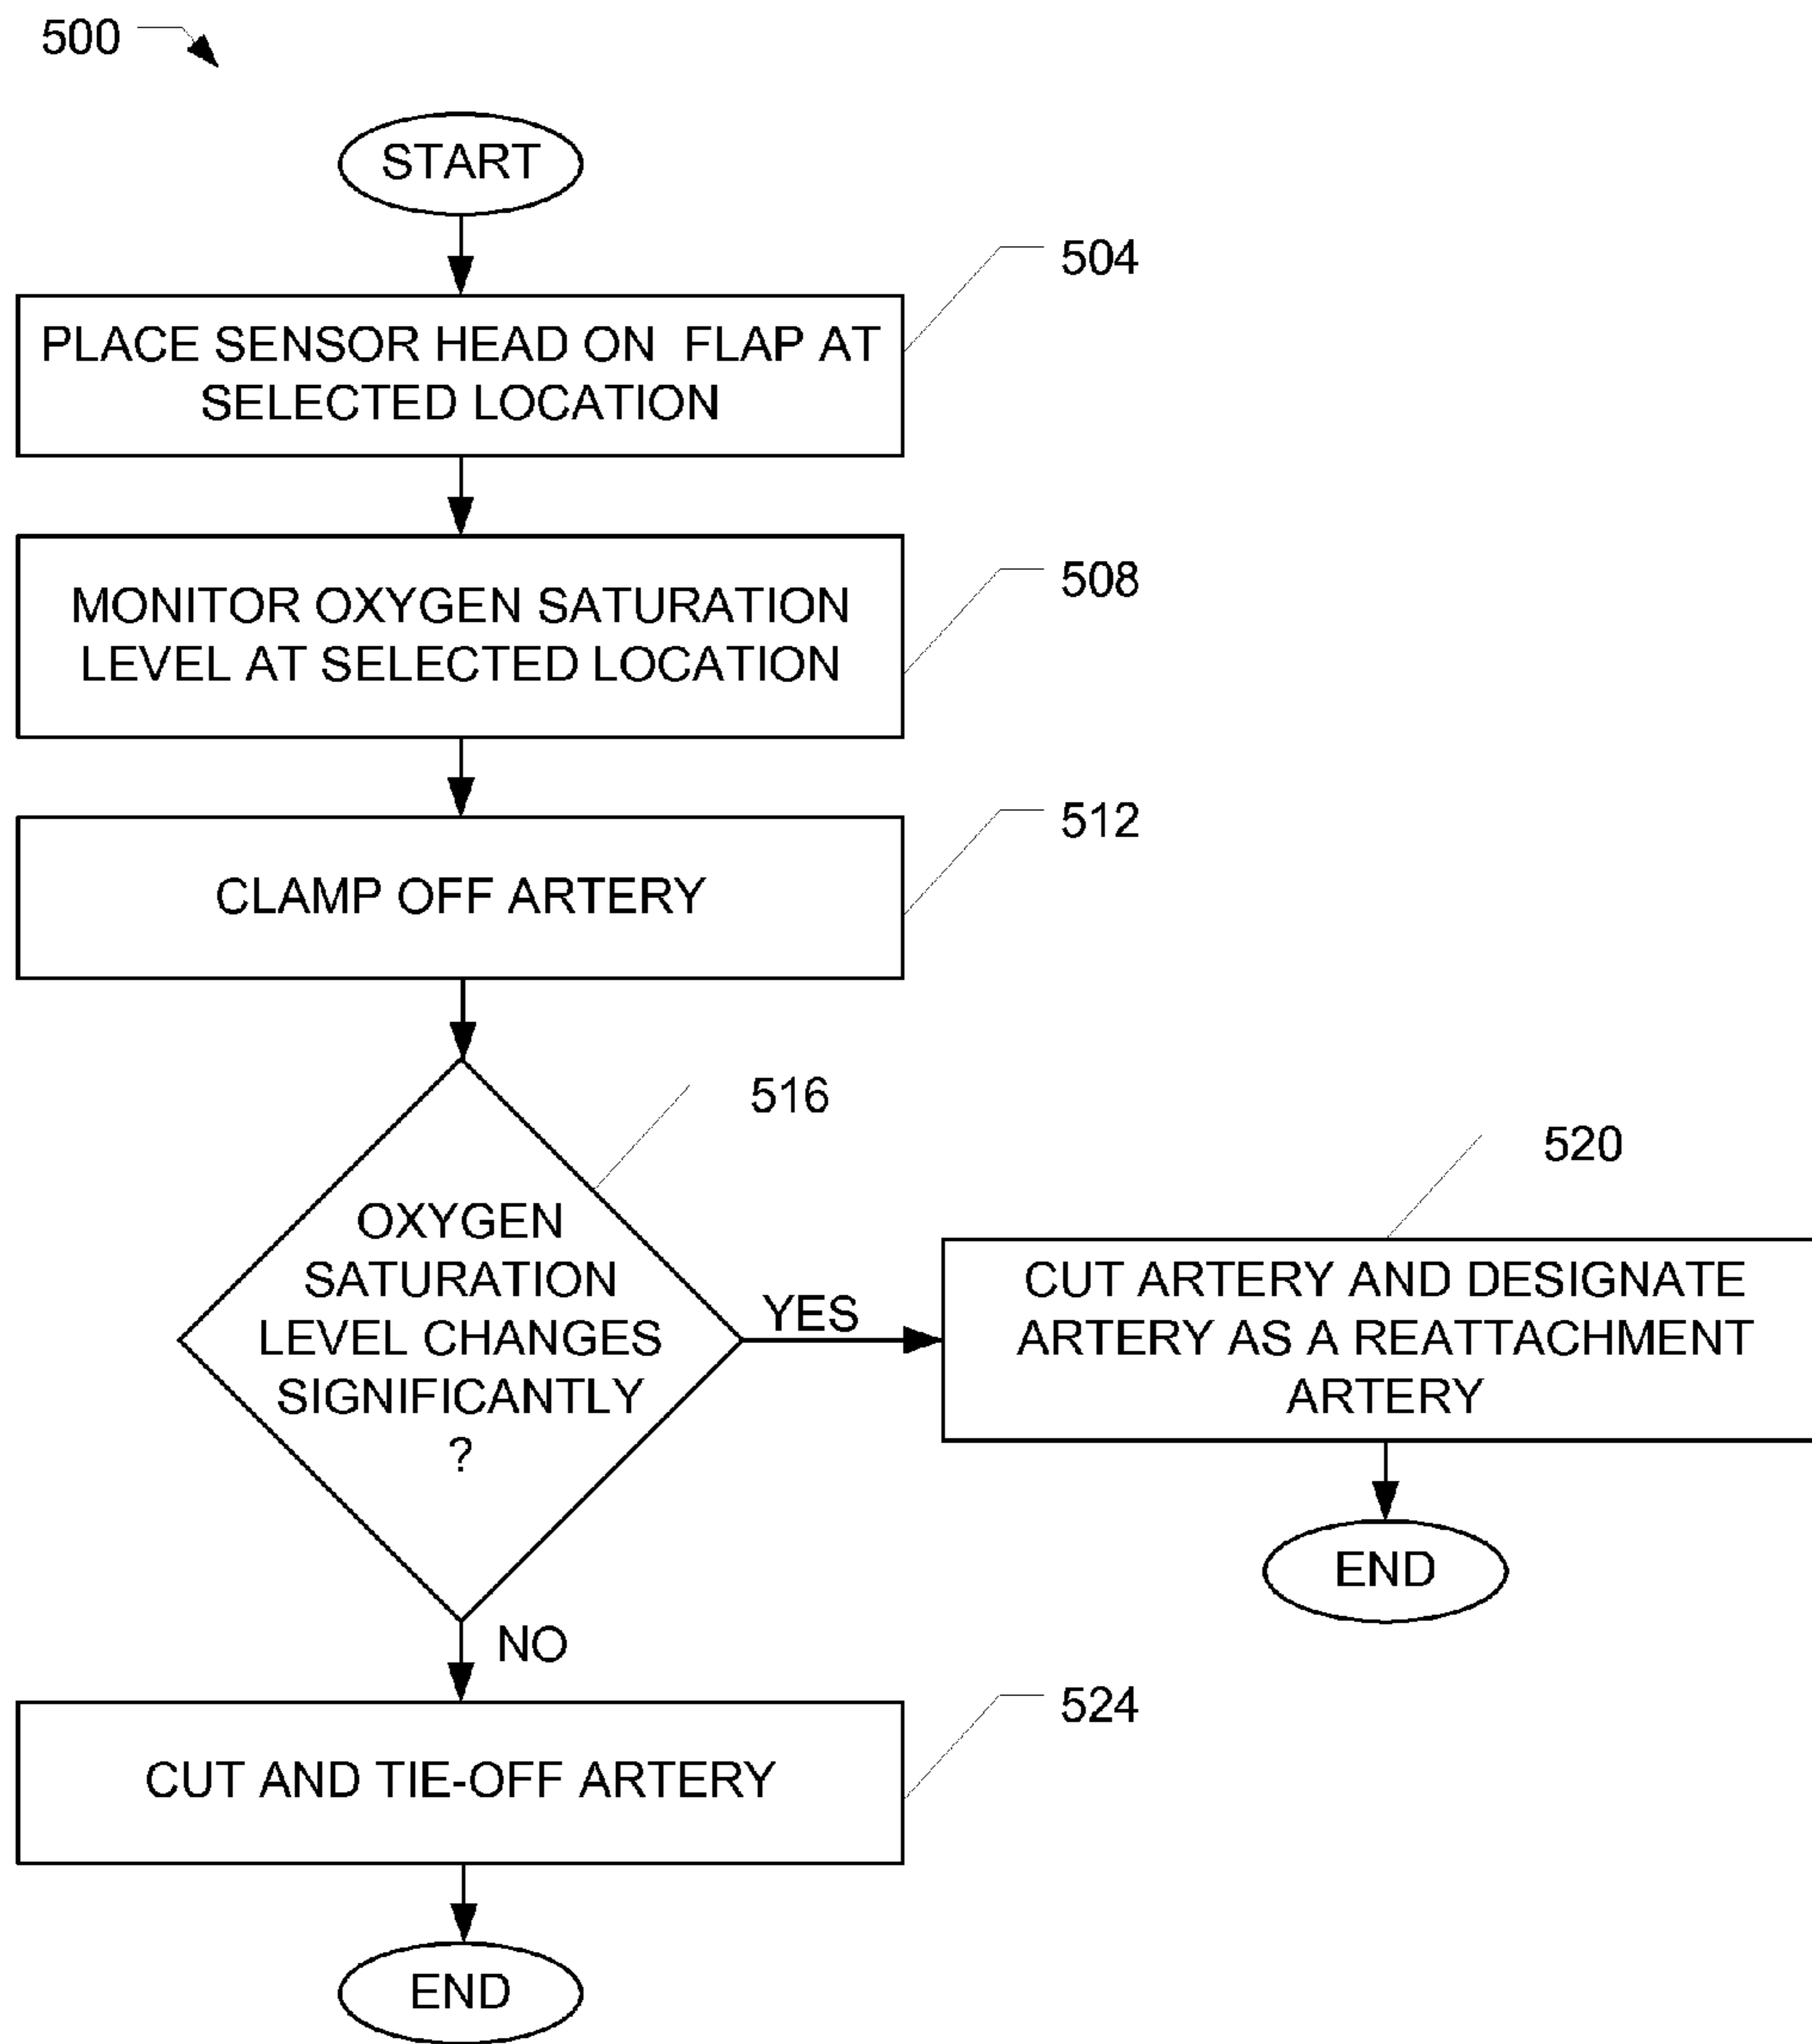 500
START
504
PLACE SENSOR HEAD ON FLAP AT
SELECTED LOCATION
508
MONITOR OXYGEN SATURATION
LEVEL AT SELECTED LOCATION
512
CLAMP OFF ARTERY
516
OXYGEN
SATURATION
LEVEL CHANGES
SIGNIFICANTLY
?
YES
520
CUT ARTERY AND DESIGNATE
ARTERY AS A REATTACHMENT
ARTERY
END
NO
524
CUT AND TIE-OFF ARTERY
END